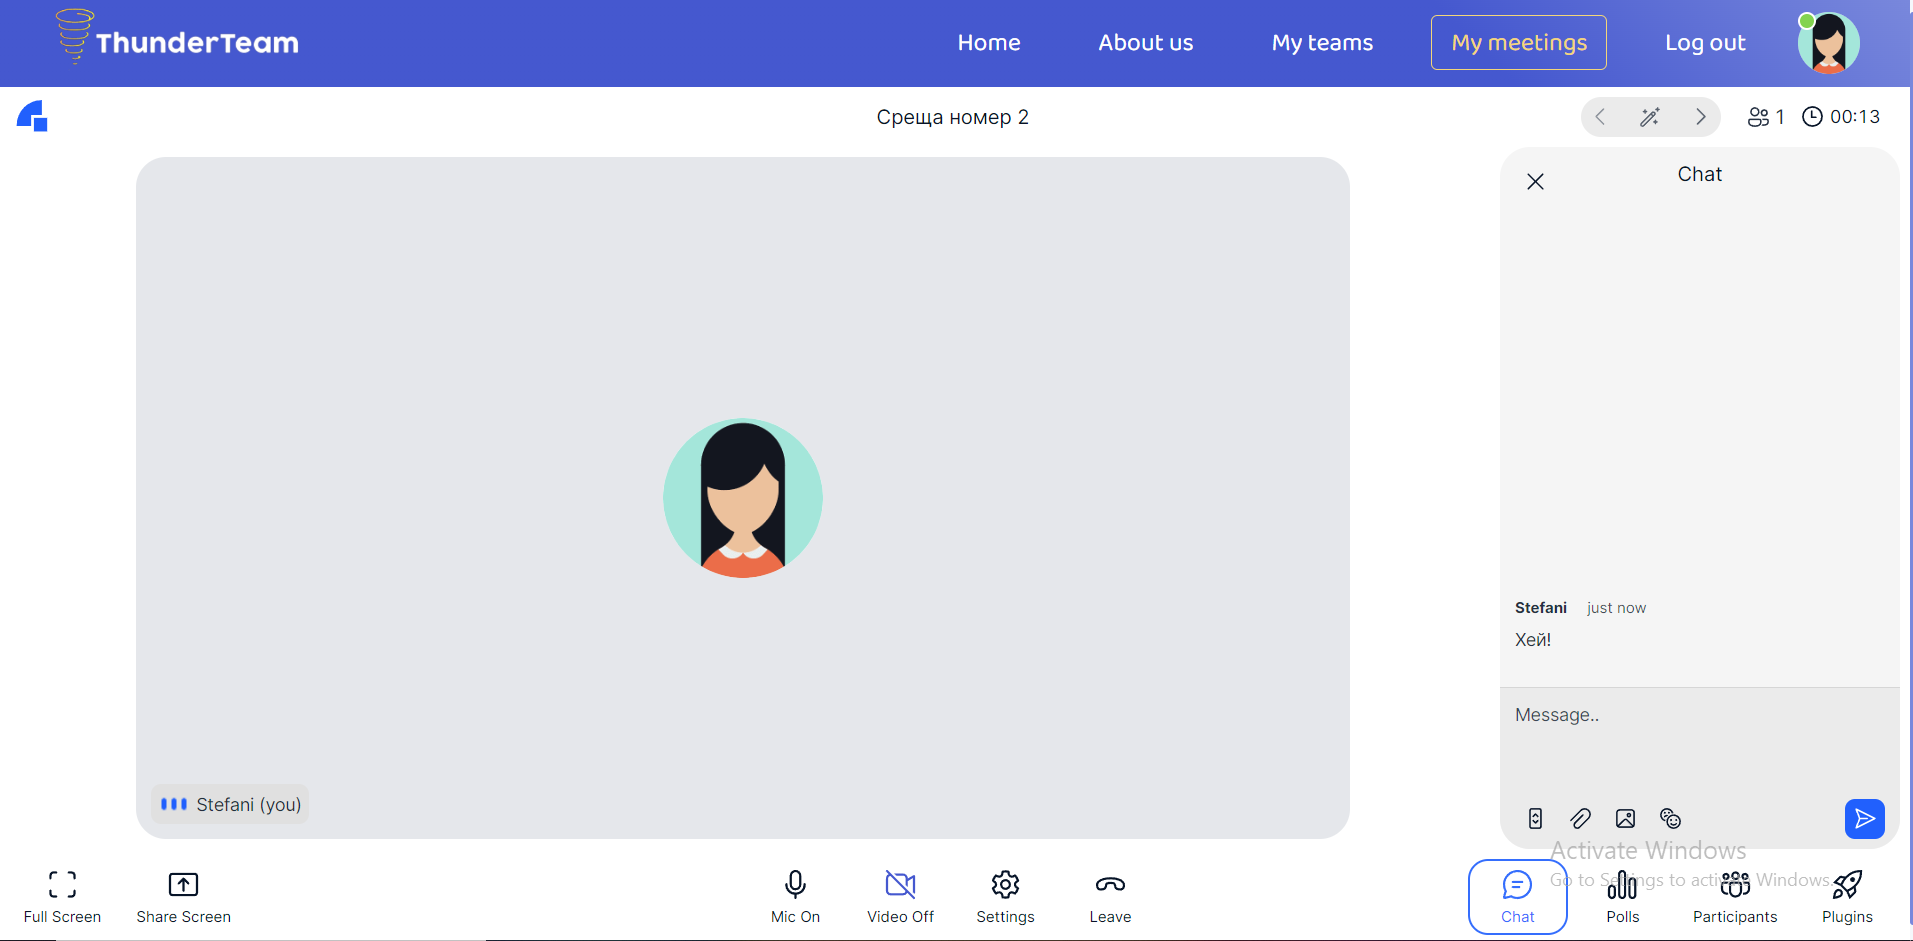 ThunderTeam
Home
About us
My teams
My meetings
Log out
Среща номер 2
1
00:13
Chat
Stefani just now
Хей!
Message..
Stefani (you)
Activate Windows
Go to Settings to activate Windows.
Full Screen
Share Screen
Mic On
Video Off
Settings
Leave
Chat
Polls
Participants
Plugins